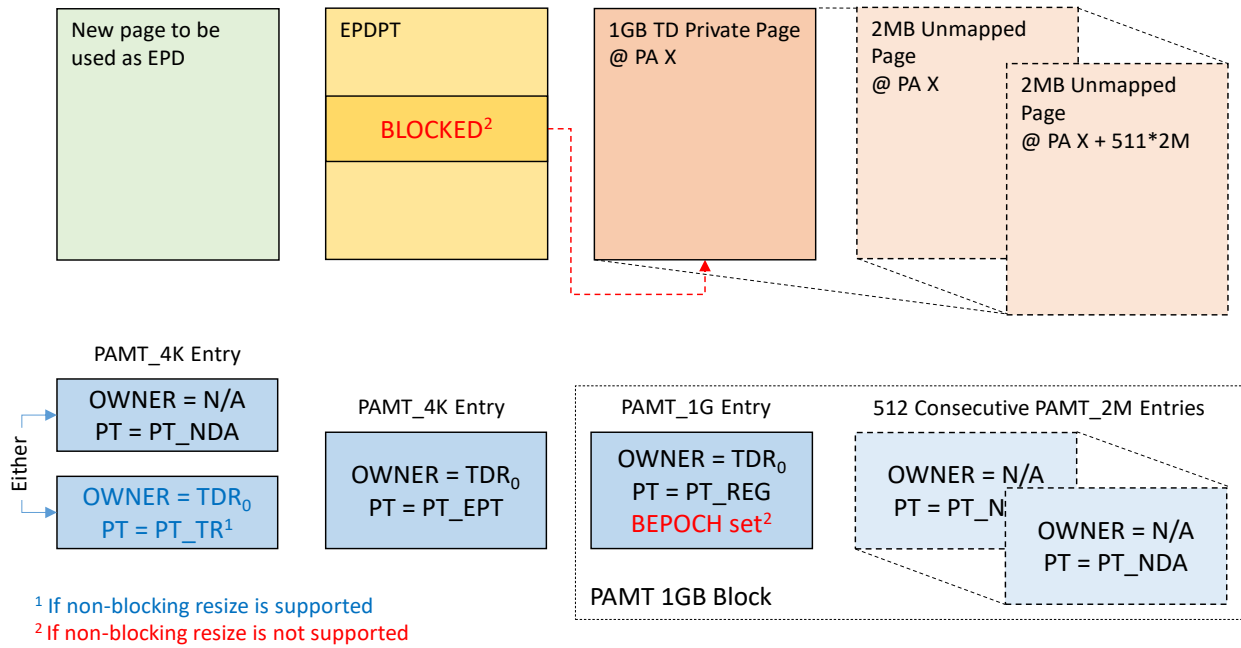 New page to be
used as EPD
EPDPT
BLOCKED²
1GB TD Private Page
@ PA X
2MB Unmapped
Page
@ PA X
2MB Unmapped
Page
@ PA X + 511*2M
PAMT_4K Entry
OWNER = N/A
PT = PT_NDA
Either
OWNER = TDR₀
PT = PT_TR¹
PAMT_4K Entry
OWNER = TDR₀
PT = PT_EPT
PAMT_1G Entry
OWNER = TDR₀
PT = PT_REG
BEPOCH set²
PAMT 1GB Block
512 Consecutive PAMT_2M Entries
OWNER = N/A
PT = PT_N
OWNER = N/A
PT = PT_NDA
¹ If non-blocking resize is supported
² If non-blocking resize is not supported